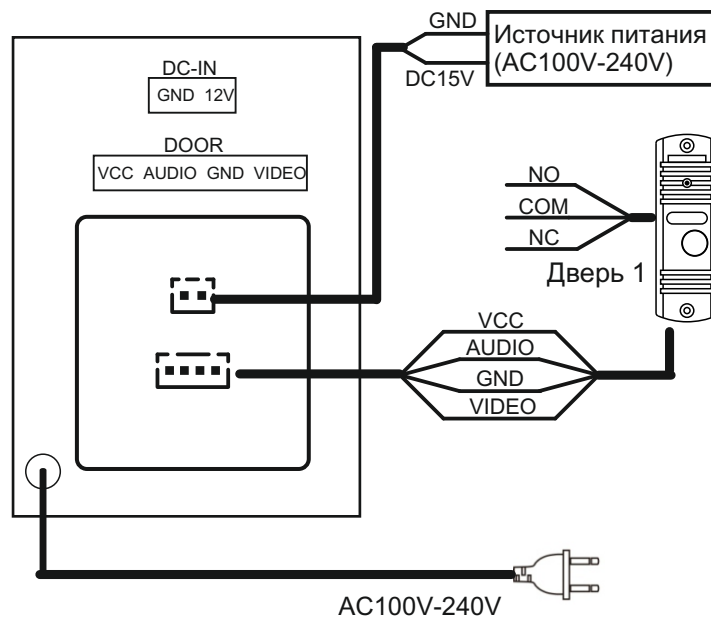 GND
Источник питания
(AC100V-240V)
DC15V
DC-IN
GND 12V
DOOR
VCC AUDIO GND VIDEO
NO
COM
NC
Дверь 1
VCC
AUDIO
GND
VIDEO
AC100V-240V